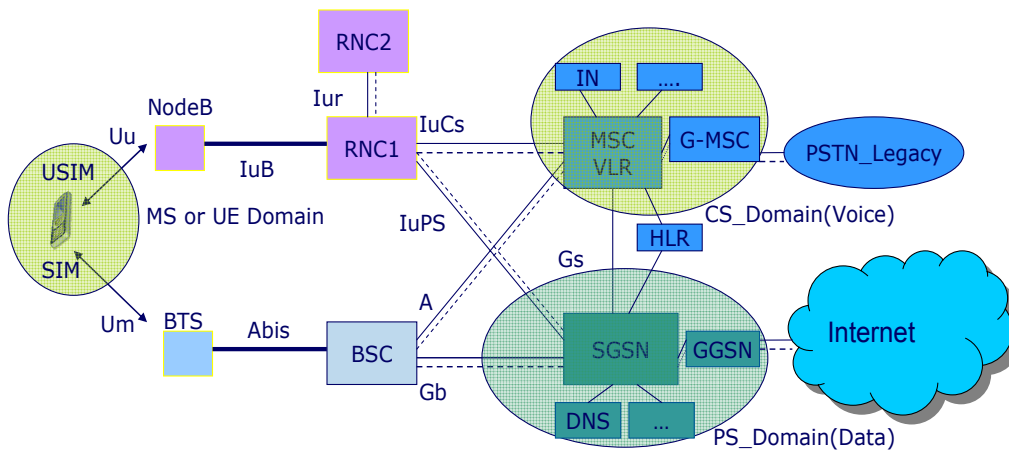 RNC2
IN
….
NodeB
Iur
Uu
IuCs
RNC1
MSC
VLR
G-MSC
PSTN_Legacy
USIM
IuB
MS or UE Domain
CS_Domain(Voice)
IuPS
HLR
SIM
Gs
A
Um
BTS
Abis
BSC
SGSN
GGSN
Internet
Gb
DNS
...
PS_Domain(Data)